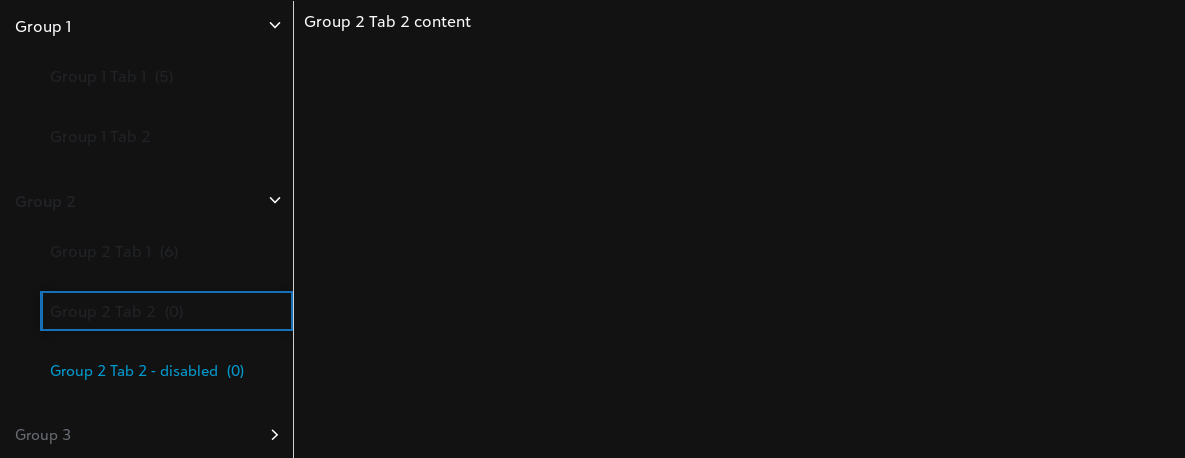 Group 1
Group 1 Tab 1 (5)
Group 1 Tab 2
Group 2
Group 2 Tab 1 (6)
Group 2 Tab 2 (0)
Group 2 Tab 2 - disabled (0)
Group 3
Group 2 Tab 2 content